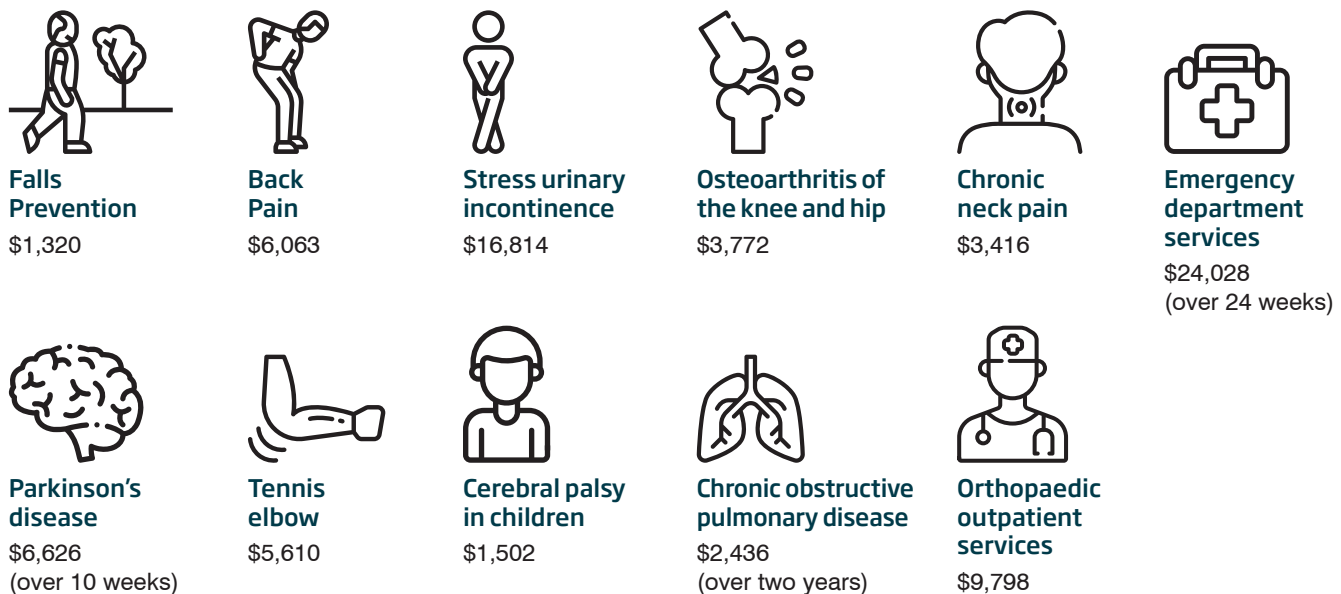 Falls
Prevention
$1,320
Back
Pain
$6,063
Stress urinary
incontinence
$16,814
Osteoarthritis of
the knee and hip
$3,772
Chronic
neck pain
$3,416
Emergency
department
services
$24,028
(over 24 weeks)
Parkinson's
disease
$6,626
(over 10 weeks)
Tennis
elbow
$5,610
Cerebral palsy
in children
$1,502
Chronic obstructive
pulmonary disease
$2,436
(over two years)
Orthopaedic
outpatient
services
$9,798